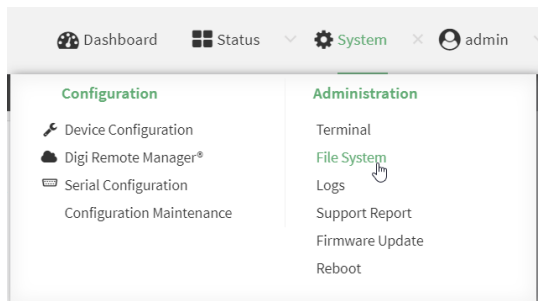 Dashboard Status System admin
Configuration
Device Configuration
Digi Remote Manager®
Serial Configuration
Configuration Maintenance
Administration
Terminal
File System
Logs
Support Report
Firmware Update
Reboot